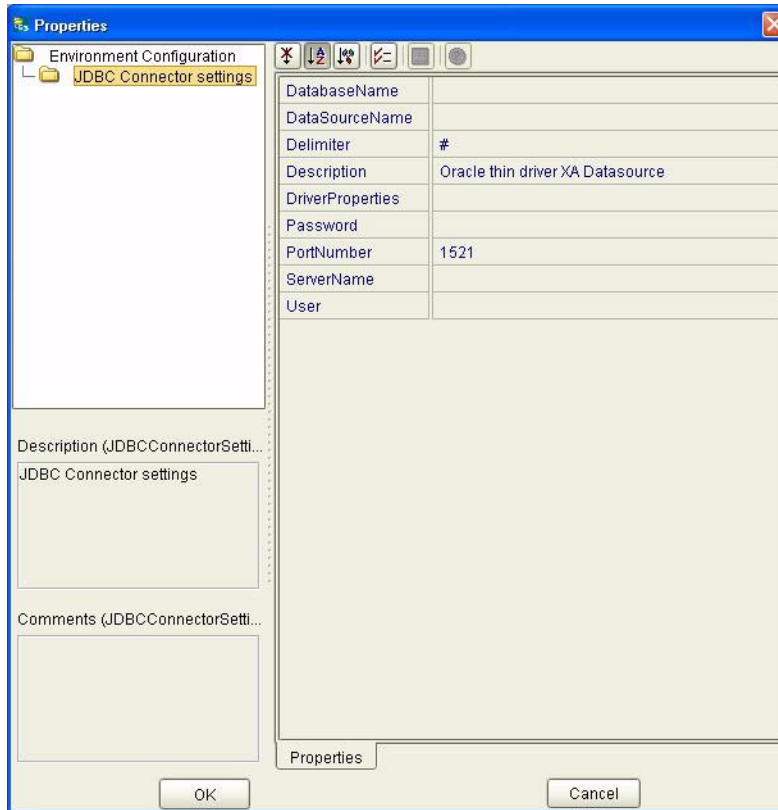 Properties
Environment Configuration
JDBC Connector settings
DatabaseName
DataSourceName
Delimiter #
Description Oracle thin driver XA Datasource
DriverProperties
Password
PortNumber 1521
ServerName
User
Description (JDBCConnectorSetti...
JDBC Connector settings
Comments (JDBCConnectorSetti...
Properties
OK Cancel